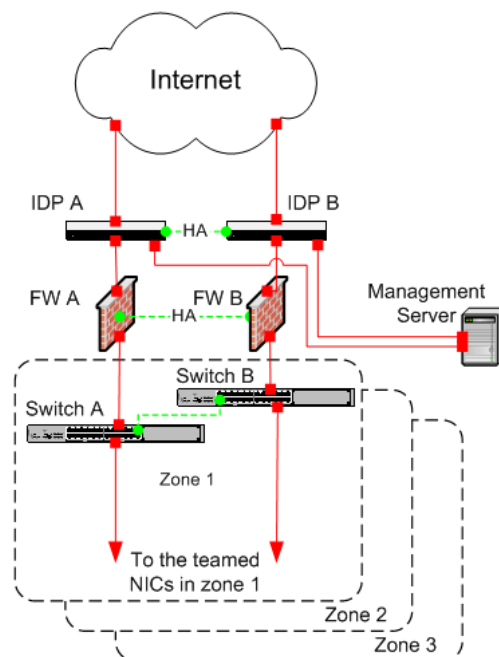 Internet
IDP A
IDP B
HA
FW A
FW B
HA
Management
Server
Switch B
Switch A
Zone 1
To the teamed
NICs in zone 1
Zone 2
Zone 3